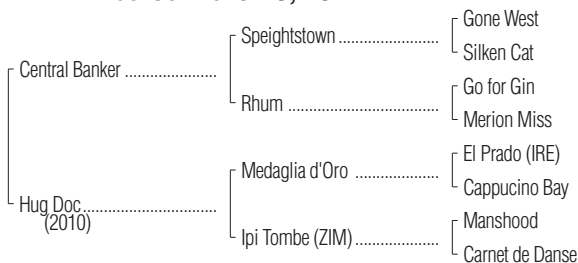 Gone West
Speightstown
Silken Cat
Central Banker
Go for Gin
Rhum
Merion Miss
El Prado (IRE)
Medaglia d'Oro
Cappucino Bay
Hug Doc
(2010)
Manshood
Ipi Tombe (ZIM)
Carnet de Danse